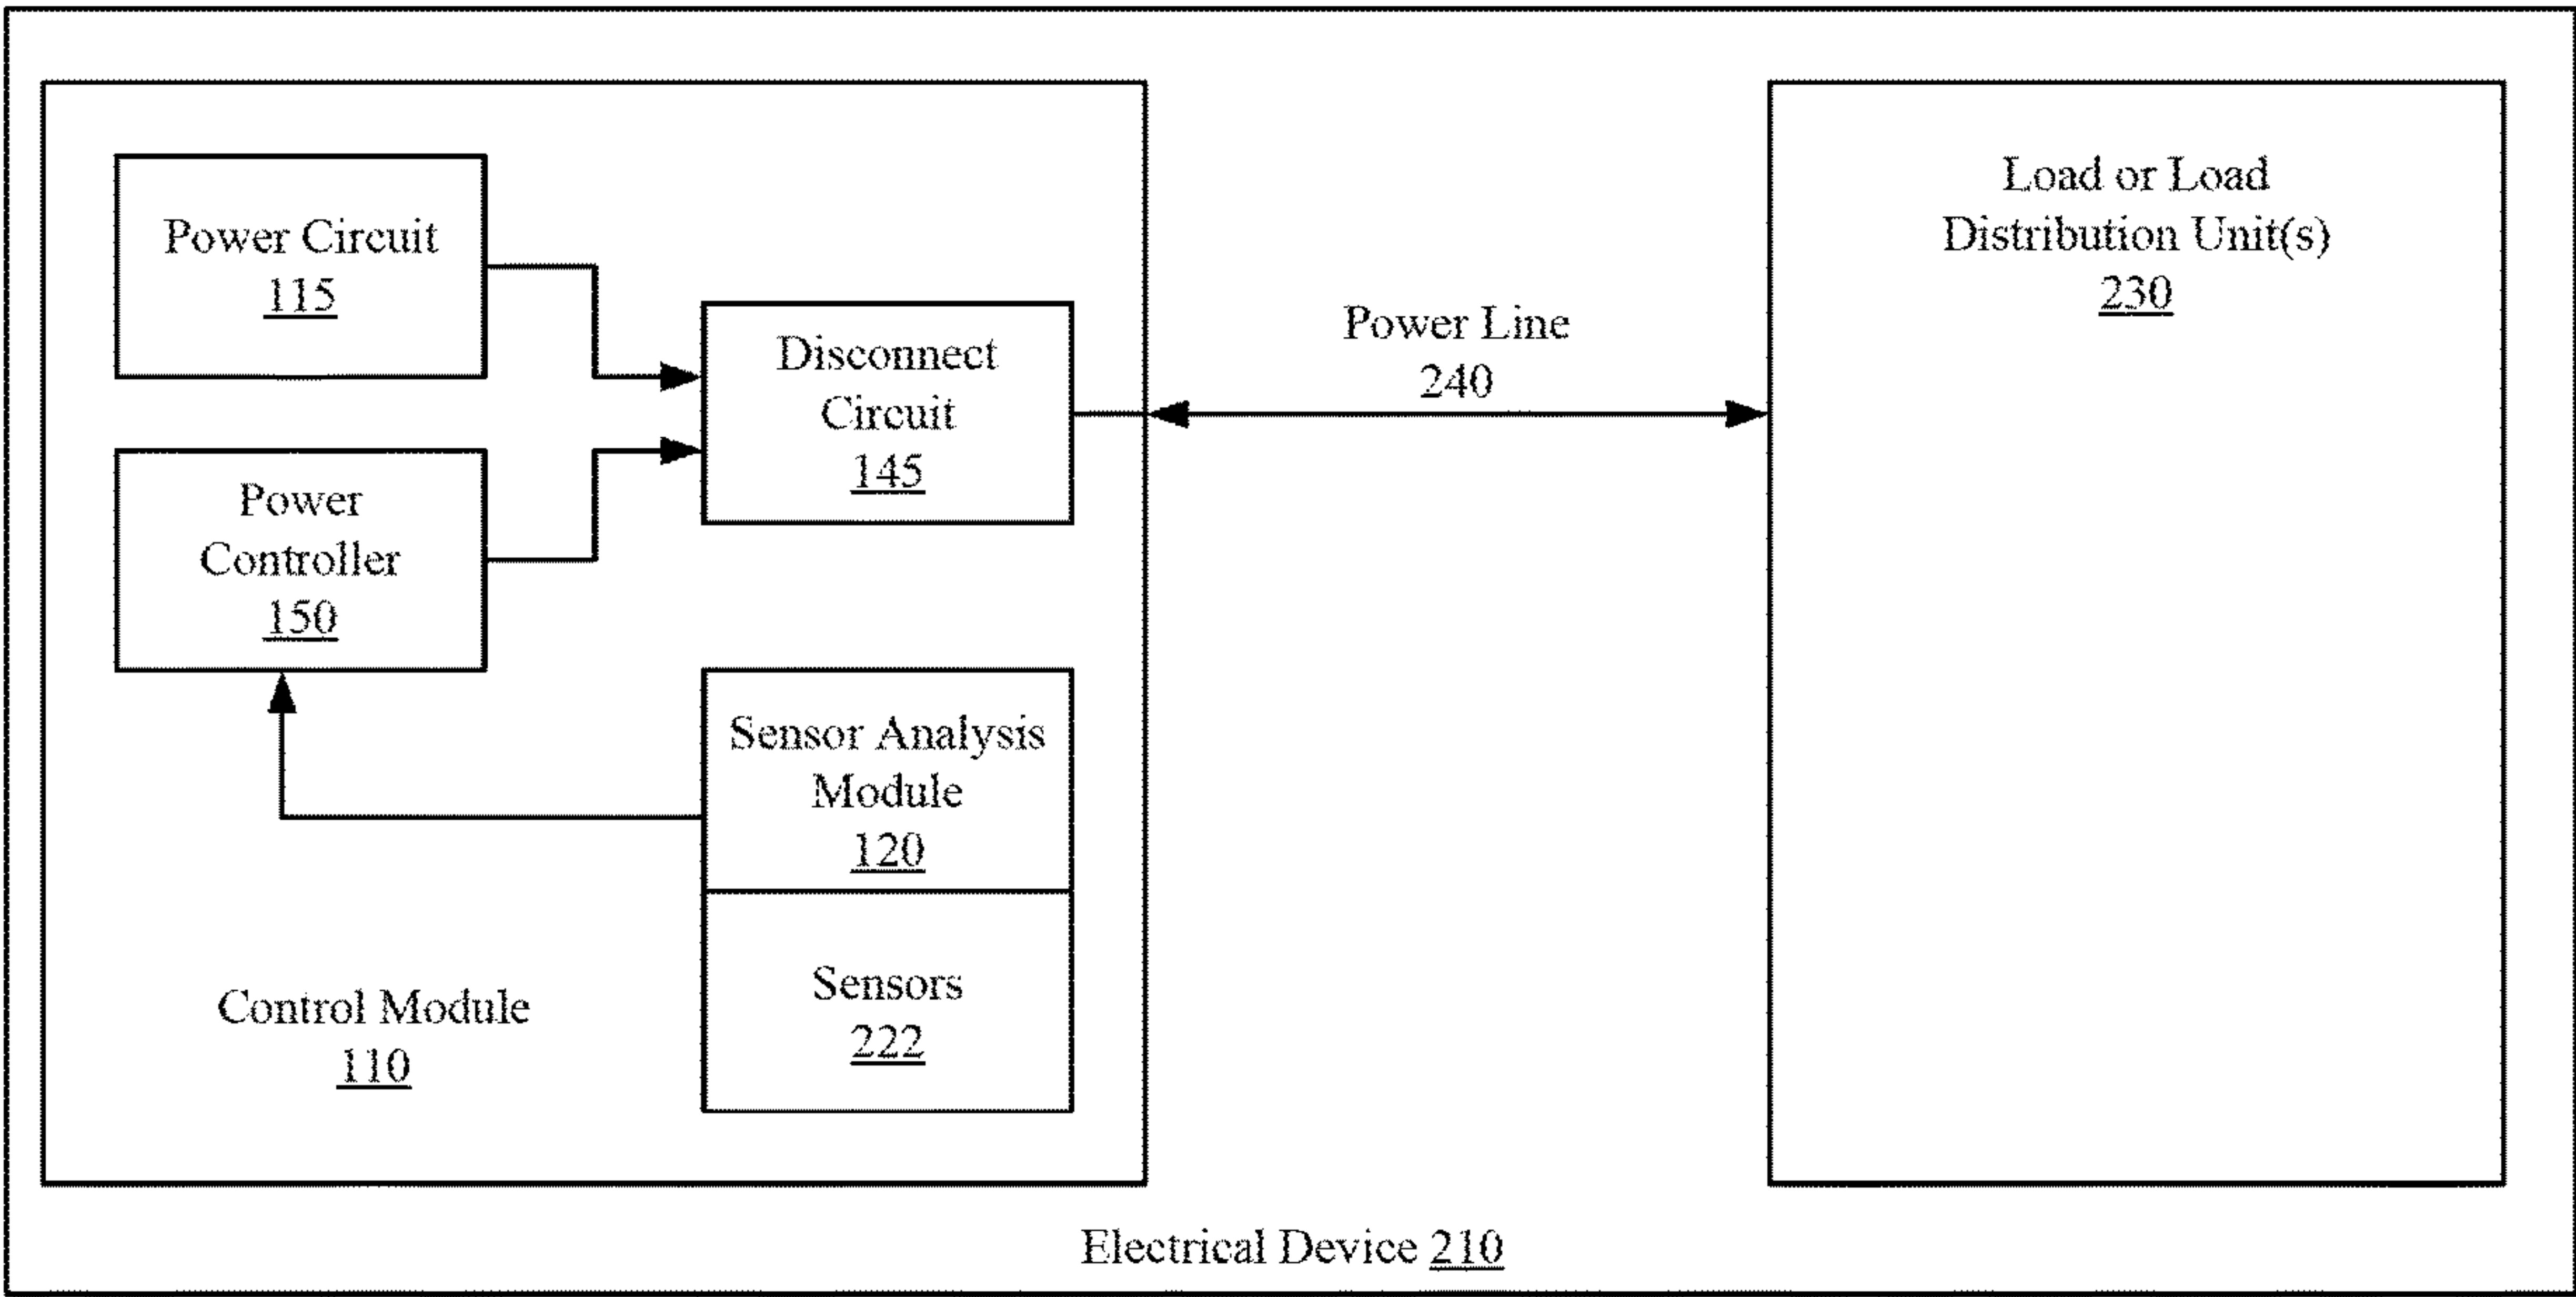 Power Circuit
115
Power
Controller
150
Disconnect
Circuit
145
Sensor Analysis
Module
120
Sensors
222
Control Module
110
Power Line
240
Load or Load
Distribution Unit(s)
230
Electrical Device 210